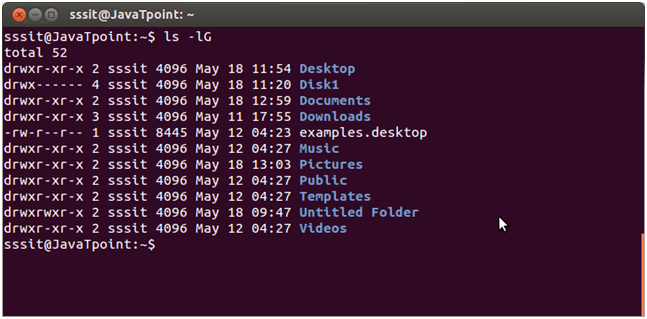 sssit@JavaTpoint: ~
sssit@JavaTpoint:~$ ls -lG
total 52
drwxr-xr-x 2 sssit 4096 May 18 11:54 Desktop
drwx------ 4 sssit 4096 May 18 11:20 Disk1
drwxr-xr-x 2 sssit 4096 May 18 12:59 Documents
drwxr-xr-x 3 sssit 4096 May 11 17:55 Downloads
-rw-r--r-- 1 sssit 8445 May 12 04:23 examples.desktop
drwxr-xr-x 2 sssit 4096 May 12 04:27 Music
drwxr-xr-x 2 sssit 4096 May 18 13:03 Pictures
drwxr-xr-x 2 sssit 4096 May 12 04:27 Public
drwxr-xr-x 2 sssit 4096 May 12 04:27 Templates
drwxrwxr-x 2 sssit 4096 May 18 09:47 Untitled Folder
drwxr-xr-x 2 sssit 4096 May 12 04:27 Videos
sssit@JavaTpoint:~$